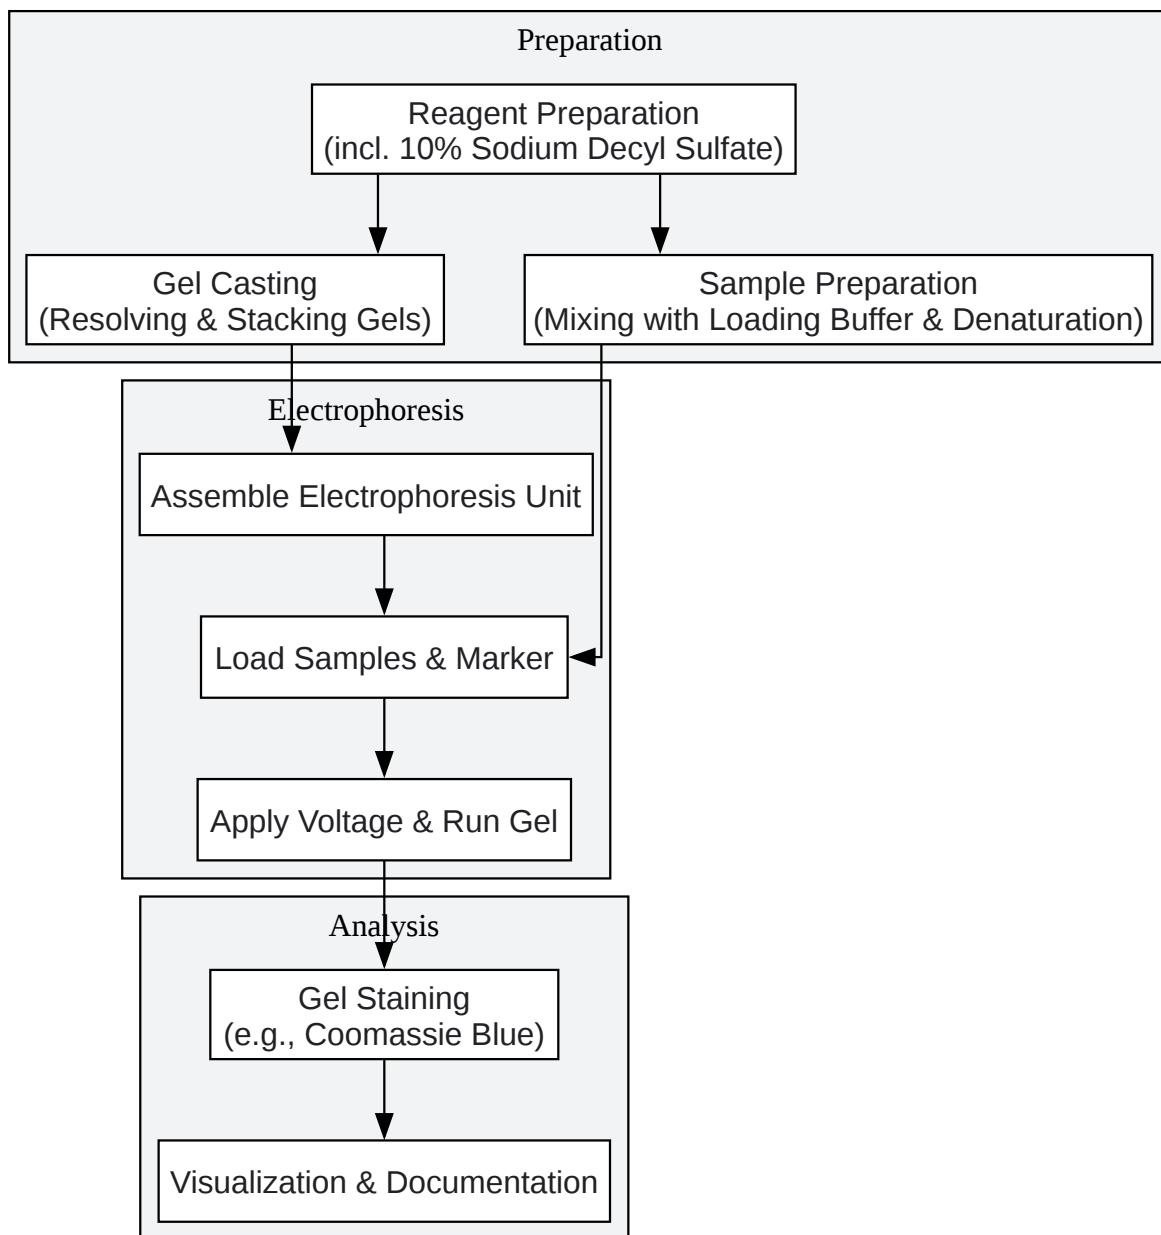 Preparation
Reagent Preparation
(incl. 10% Sodium Decyl Sulfate)
Gel Casting
(Resolving & Stacking Gels)
Sample Preparation
(Mixing with Loading Buffer & Denaturation)
Electrophoresis
Assemble Electrophoresis Unit
Load Samples & Marker
Apply Voltage & Run Gel
Analysis
Gel Staining
(e.g., Coomassie Blue)
Visualization & Documentation